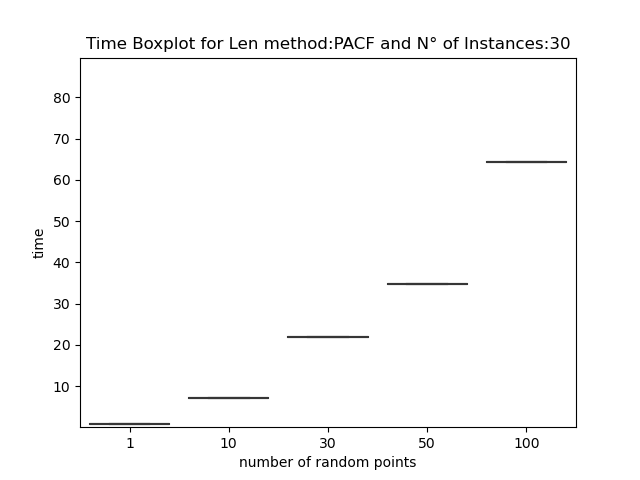 Time Boxplot for Len method:PACF and N° of Instances:30
80
70
60
50
40
30
20
10
time
1 10 30 50 100
number of random points